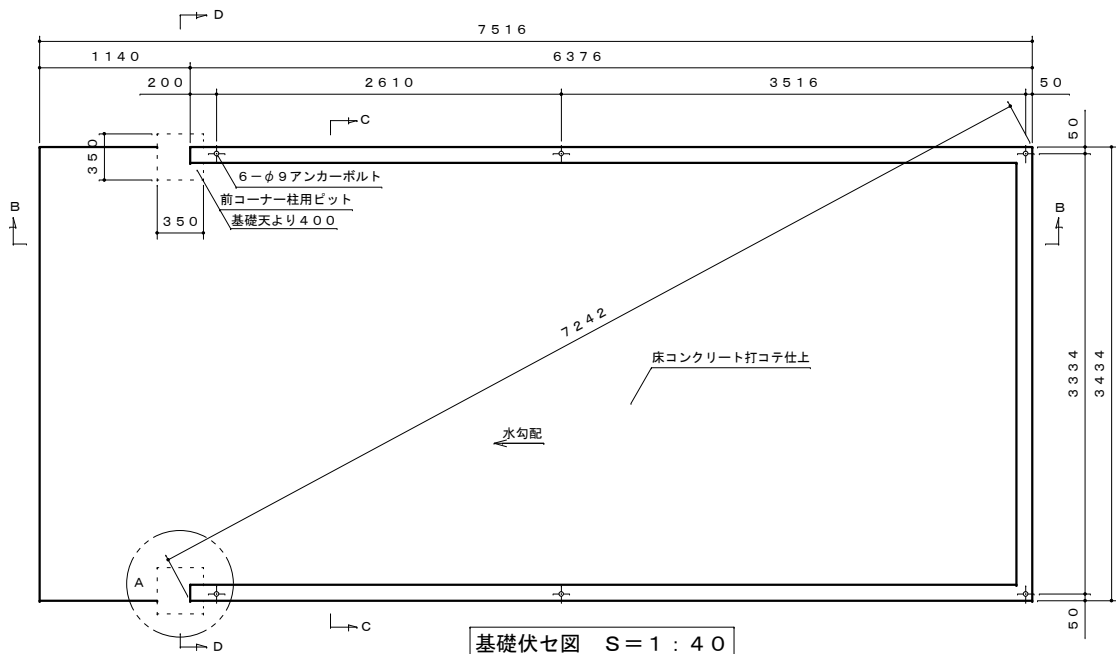 D
7516
1140
6376
200
2610
3516
50
C
50
350
6-φ9アンカーボルト
前コーナー柱用ピット
350
基礎天より400
B
B
7242
床コンクリート打コテ仕上
3334
3434
水勾配
A
50
C
D
基礎伏セ図 S=1:40